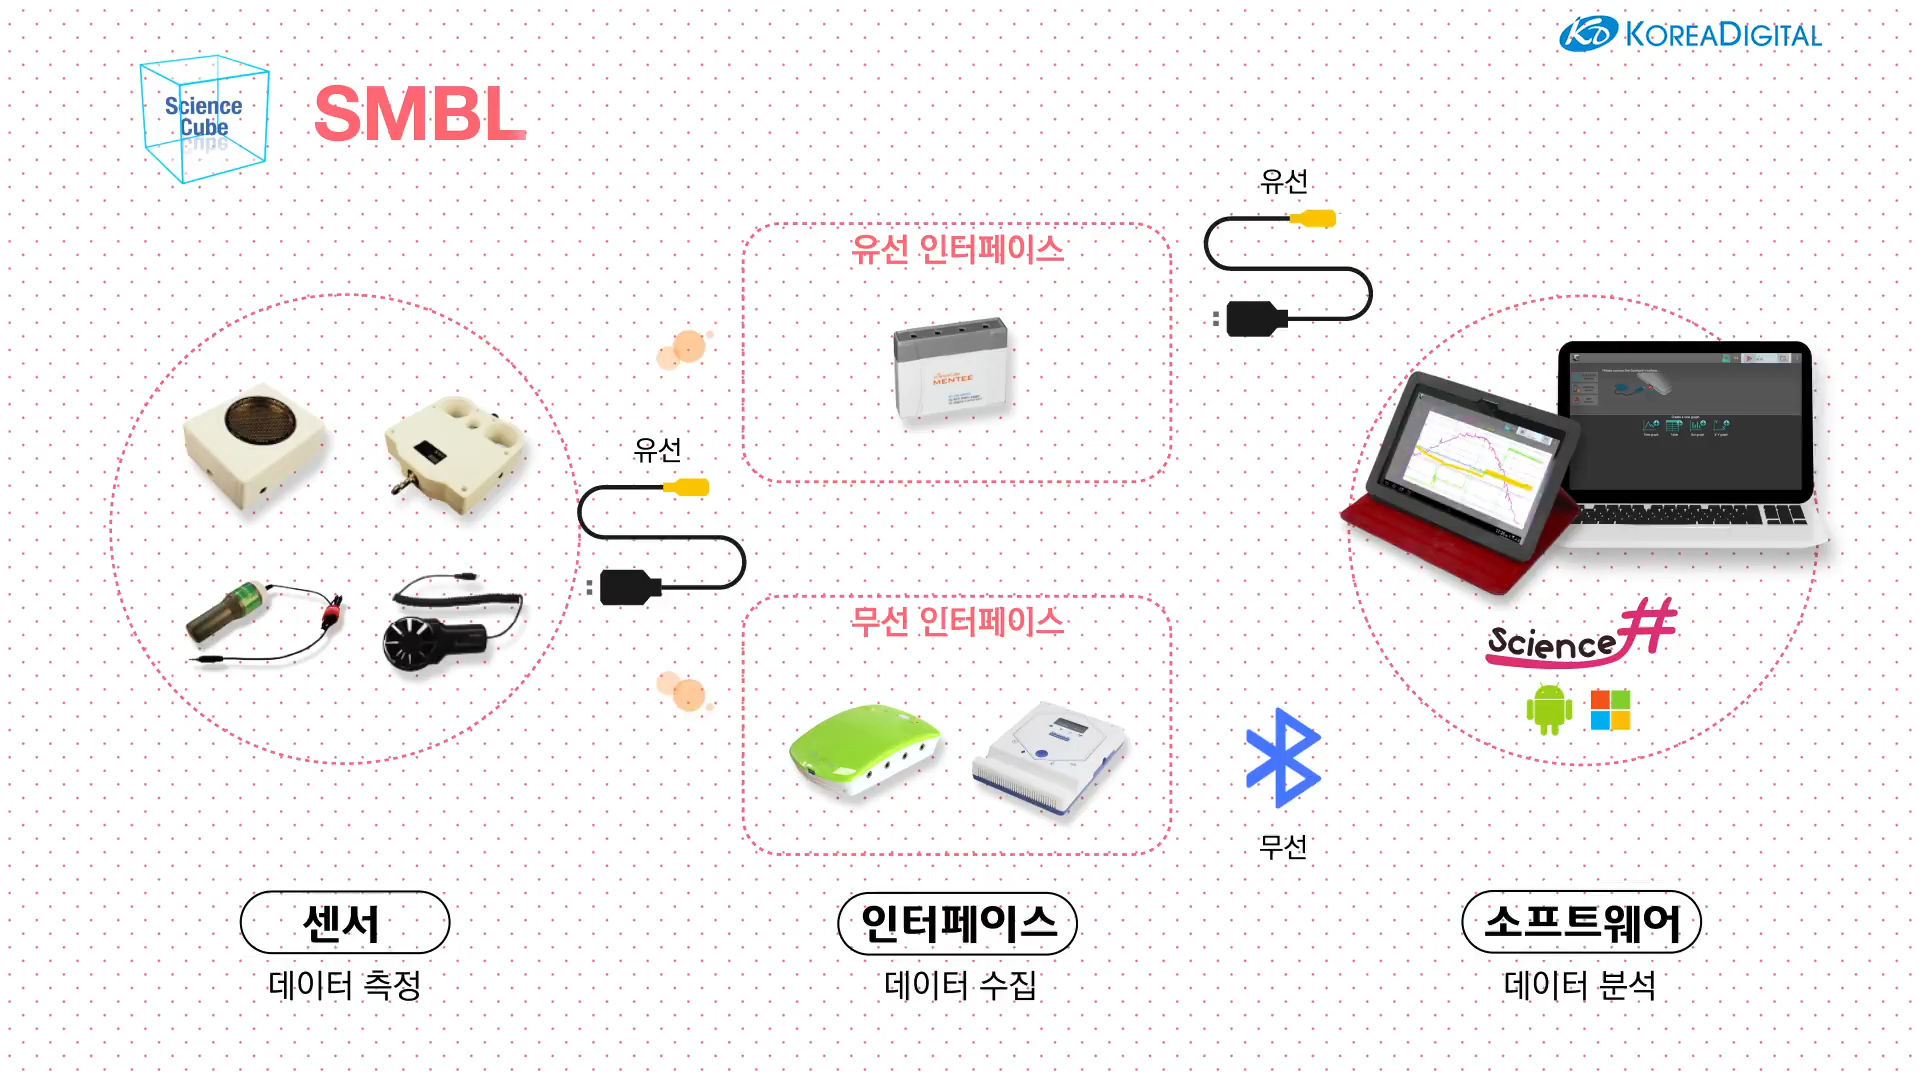 KD KOREADIGITAL
Science
Cube
SMBL
유선
유선 인터페이스
MENTEE
유선
무선 인터페이스
Science#
무선
센서
인터페이스
소프트웨어
데이터 측정
데이터 수집
데이터 분석